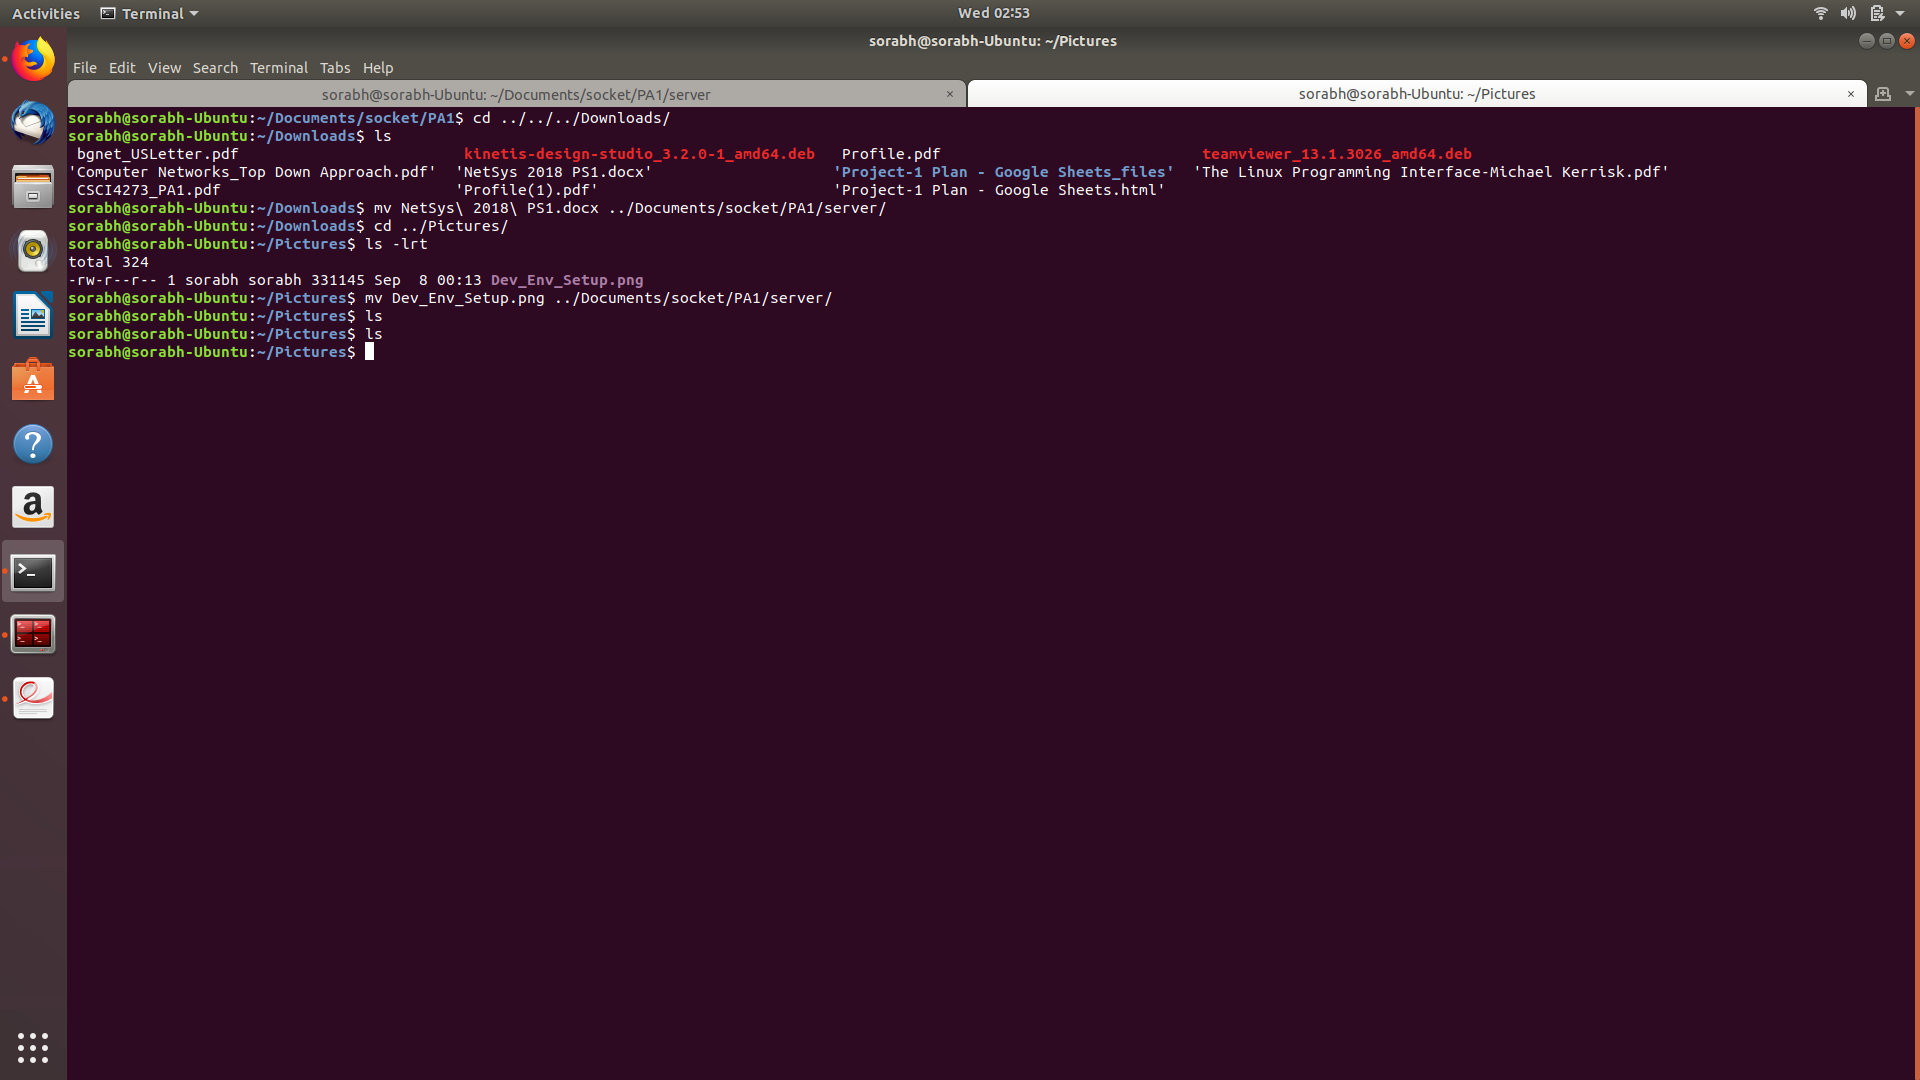 Activities Terminal Wed 02:53
sorabh@sorabh-Ubuntu: ~/Pictures
File Edit View Search Terminal Tabs Help
sorabh@sorabh-Ubuntu: ~/Documents/socket/PA1/server × sorabh@sorabh-Ubuntu: ~/Pictures ×
sorabh@sorabh-Ubuntu:~/Documents/socket/PA1$ cd ../../../Downloads/
sorabh@sorabh-Ubuntu:~/Downloads$ ls
bgnet_USLetter.pdf kinetis-design-studio_3.2.0-1_amd64.deb Profile.pdf teamviewer_13.1.3026_amd64.deb
'Computer Networks_Top Down Approach.pdf' 'NetSys 2018 PS1.docx' 'Project-1 Plan - Google Sheets_files' 'The Linux Programming Interface-Michael Kerrisk.pdf'
CSCI4273_PA1.pdf 'Profile(1).pdf' 'Project-1 Plan - Google Sheets.html'
sorabh@sorabh-Ubuntu:~/Downloads$ mv NetSys\ 2018\ PS1.docx ../Documents/socket/PA1/server/
sorabh@sorabh-Ubuntu:~/Downloads$ cd ../Pictures/
sorabh@sorabh-Ubuntu:~/Pictures$ ls -lrt
total 324
-rw-r--r-- 1 sorabh sorabh 331145 Sep  8 00:13 Dev_Env_Setup.png
sorabh@sorabh-Ubuntu:~/Pictures$ mv Dev_Env_Setup.png ../Documents/socket/PA1/server/
sorabh@sorabh-Ubuntu:~/Pictures$ ls
sorabh@sorabh-Ubuntu:~/Pictures$ ls
sorabh@sorabh-Ubuntu:~/Pictures$